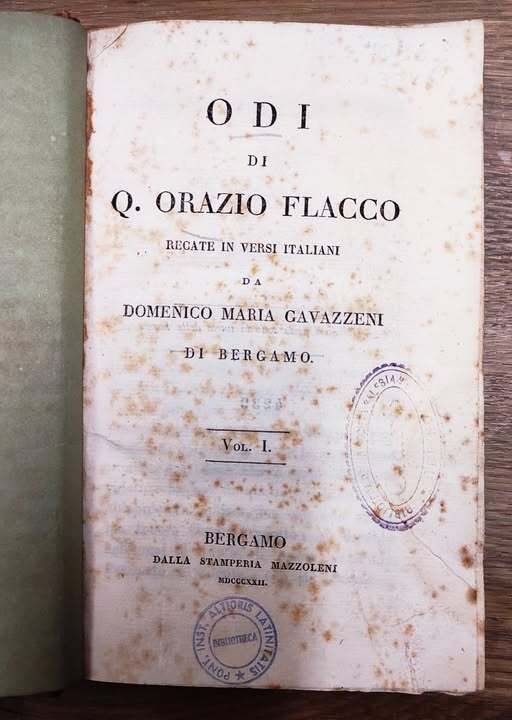 ODI
DI
Q. ORAZIO FLACCO
RECATE IN VERSI ITALIANI
DA
DOMENICO MARIA GAVAZZENI
DI BERGAMO.
VOL. I.
BERGAMO
DALLA STAMPERIA MAZZOLENI
MDCCCXXII.
PONT. INST. ALTIORIS LATINITATIS
BIBLIOTHECA